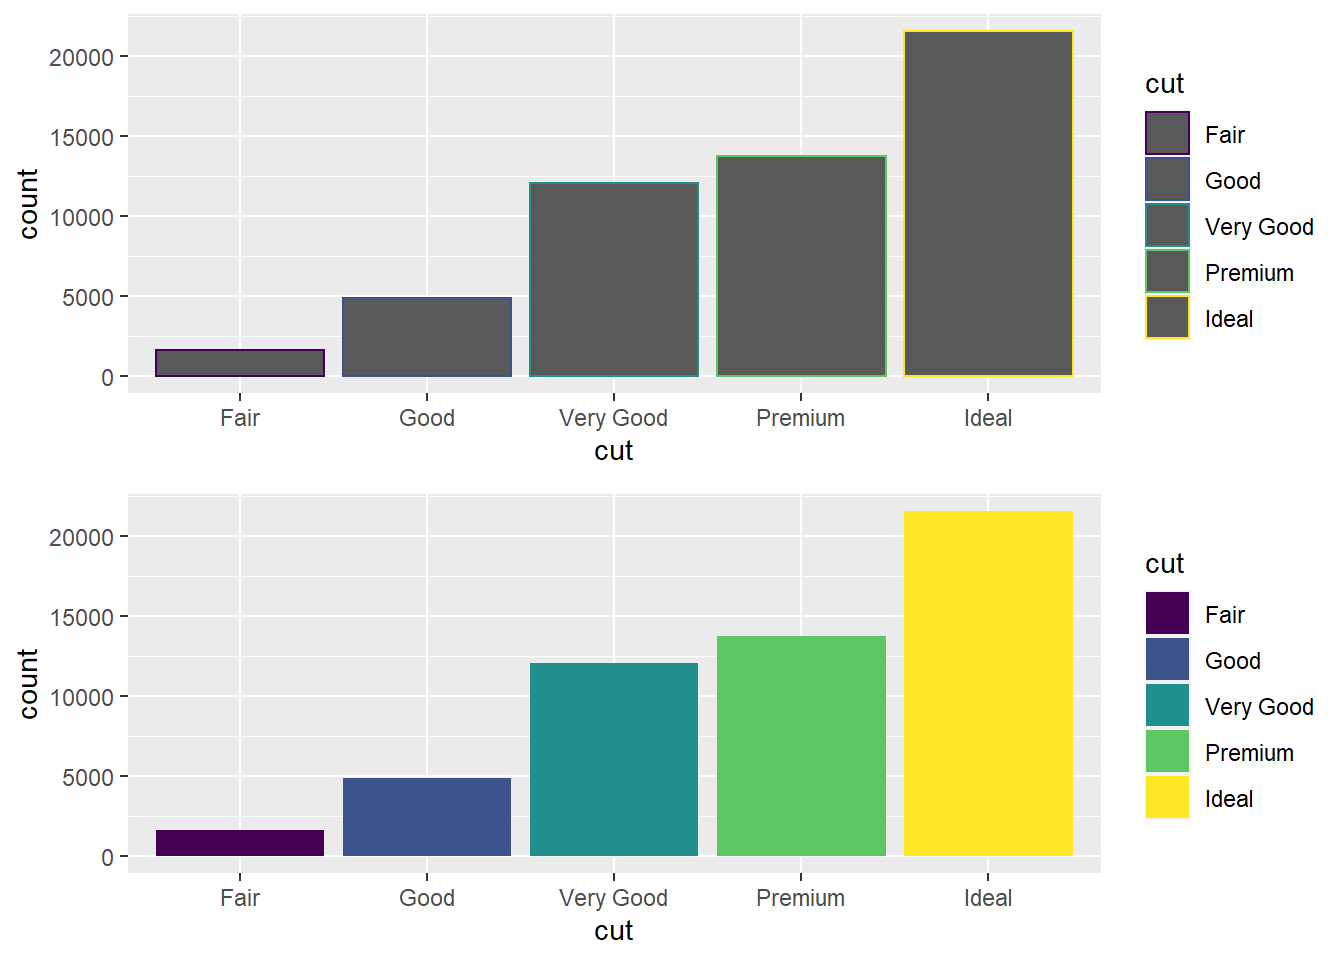 20000
15000
10000
5000
0
count
Fair
Good
Very Good
Premium
Ideal
cut
cut
Fair
Good
Very Good
Premium
Ideal
20000
15000
10000
5000
0
count
Fair
Good
Very Good
Premium
Ideal
cut
cut
Fair
Good
Very Good
Premium
Ideal